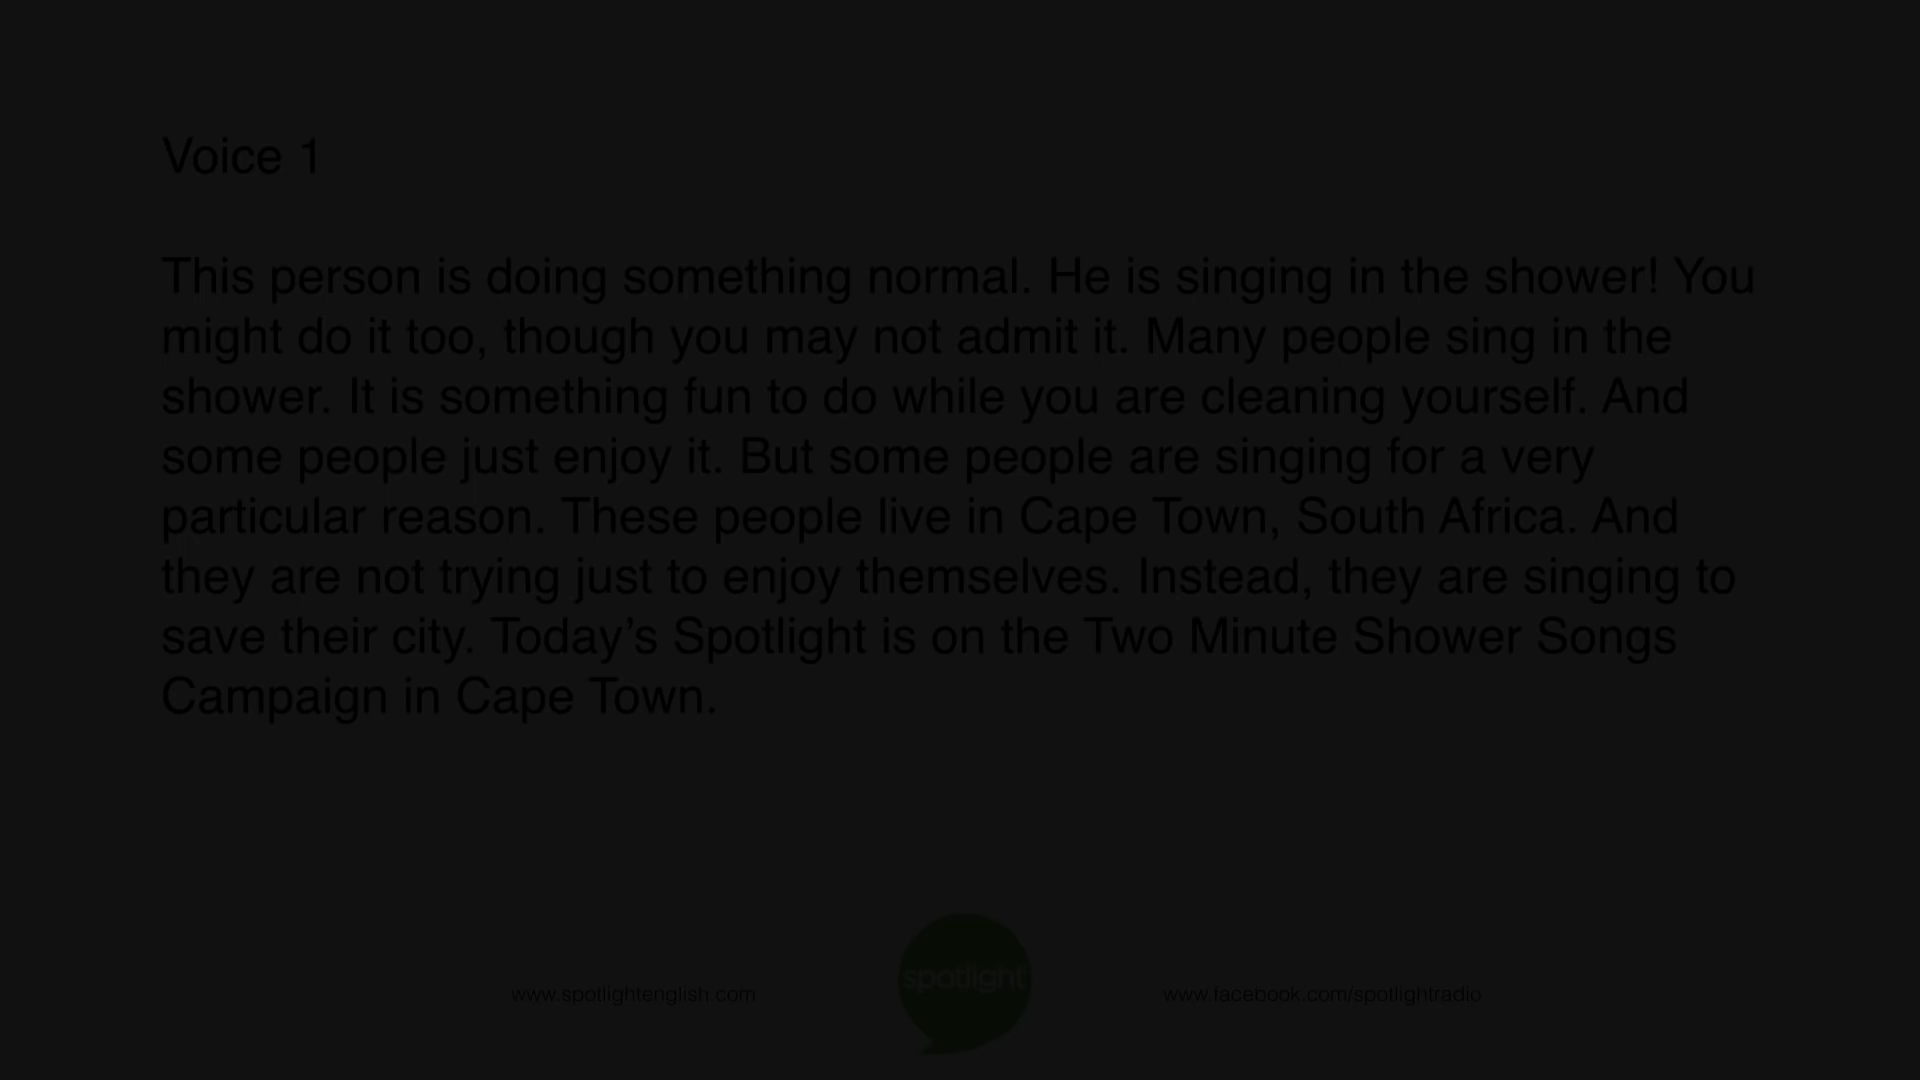 Voice 1
This person is doing something normal. He is singing in the shower! You
might do it too, though you may not admit it. Many people sing in the
shower. It is something fun to do while you are cleaning yourself. And
some people just enjoy it. But some people are singing for a very
particular reason. These people live in Cape Town, South Africa. And
they are not trying just to enjoy themselves. Instead, they are singing to
save their city. Today’s Spotlight is on the Two Minute Shower Songs
Campaign in Cape Town.
spotlight
www.spotlightenglish.com
www.facebook.com/spotlightradio